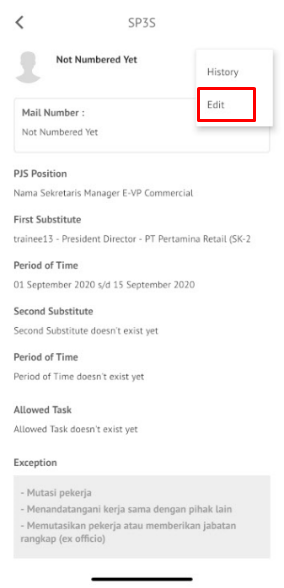 SP3S
Not Numbered Yet
History
Edit
Mail Number :
Not Numbered Yet
PJS Position
Nama Sekretaris Manager E-VP Commercial
First Substitute
trainee13 - President Director - PT Pertamina Retail (SK-2
Period of Time
01 September 2020 s/d 15 September 2020
Second Substitute
Second Substitute doesn't exist yet
Period of Time
Period of Time doesn't exist yet
Allowed Task
Allowed Task doesn't exist yet
Exception
- Mutasi pekerja
- Menandatangani kerja sama dengan pihak lain
- Memutasikan pekerja atau memberikan jabatan
rangkap (ex officio)